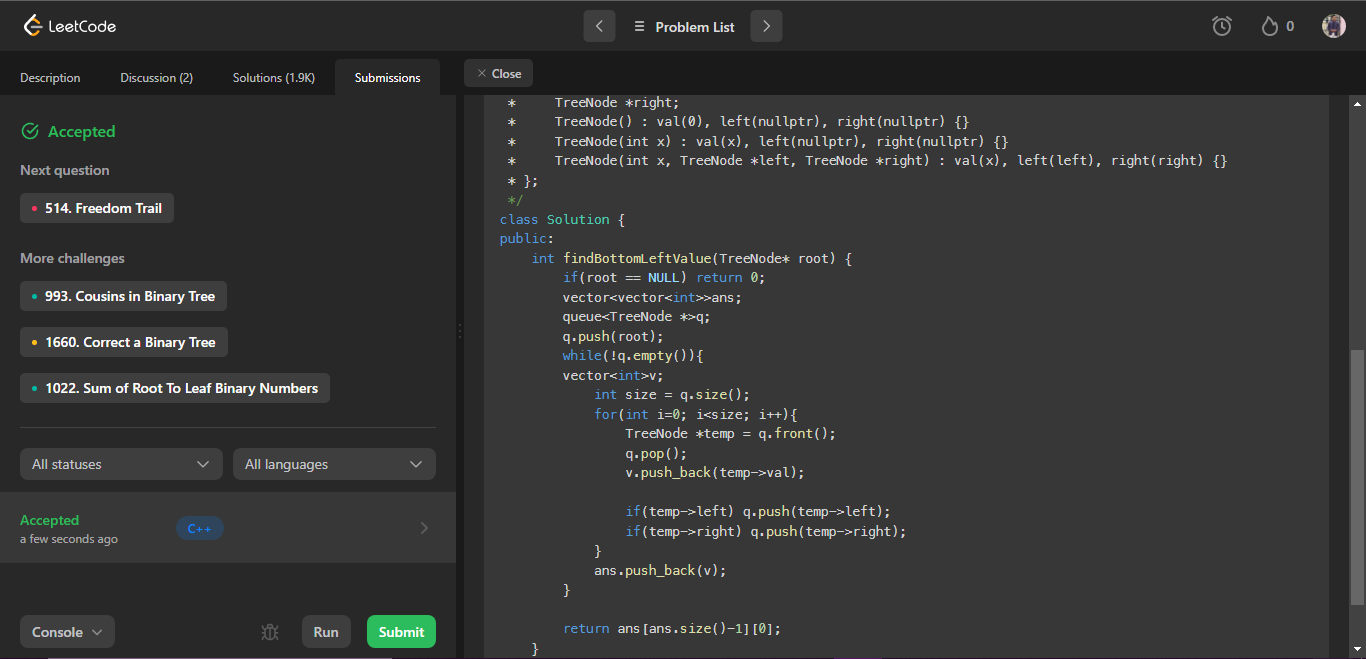 LeetCode
Problem List
0
Description
Discussion (2)
Solutions (1.9K)
Submissions
Close
Accepted
Next question
514. Freedom Trail
More challenges
993. Cousins in Binary Tree
1660. Correct a Binary Tree
1022. Sum of Root To Leaf Binary Numbers
All statuses
All languages
Accepted
a few seconds ago
C++
Console
Run
Submit
 *     TreeNode *right;
 *     TreeNode() : val(0), left(nullptr), right(nullptr) {}
 *     TreeNode(int x) : val(x), left(nullptr), right(nullptr) {}
 *     TreeNode(int x, TreeNode *left, TreeNode *right) : val(x), left(left), right(right) {}
 * };
 */
class Solution {
public:
    int findBottomLeftValue(TreeNode* root) {
        if(root == NULL) return 0;
        vector<vector<int>>ans;
        queue<TreeNode *>q;
        q.push(root);
        while(!q.empty()){
        vector<int>v;
            int size = q.size();
            for(int i=0; i<size; i++){
                TreeNode *temp = q.front();
                q.pop();
                v.push_back(temp->val);
                if(temp->left) q.push(temp->left);
                if(temp->right) q.push(temp->right);
            }
            ans.push_back(v);
        }
        return ans[ans.size()-1][0];
    }